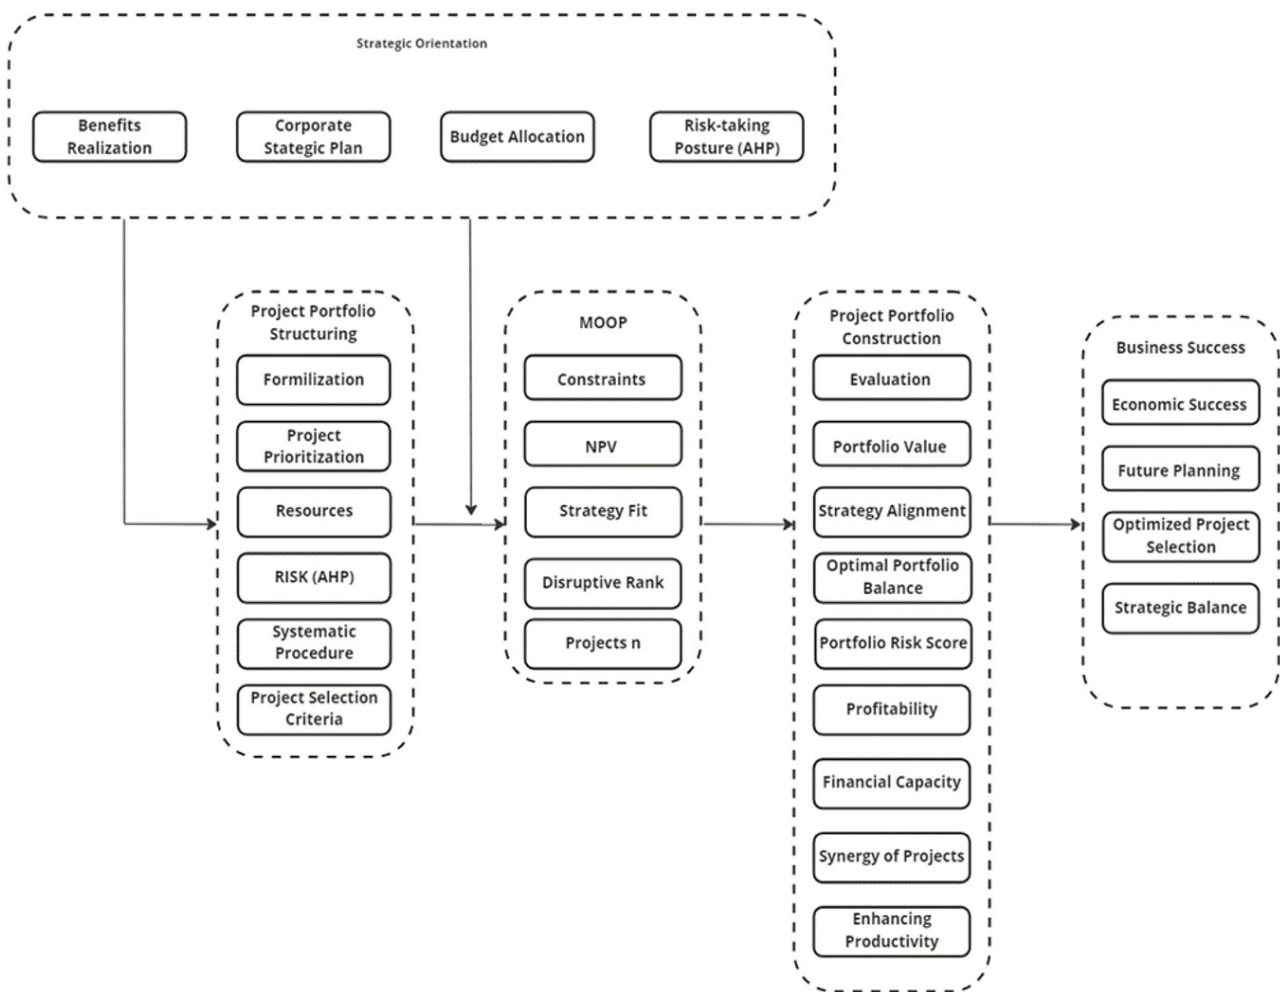 Strategic Orientation
Benefits
Realization
Corporate
Stategic Plan
Budget Allocation
Risk-taking
Posture (AHP)
Project Portfolio
Structuring
Formilization
Project
Prioritization
Resources
RISK (AHP)
Systematic
Procedure
Project Selection
Criteria
MOOP
Constraints
NPV
Strategy Fit
Disruptive Rank
Projects n
Project Portfolio
Construction
Evaluation
Portfolio Value
Strategy Alignment
Optimal Portfolio
Balance
Portfolio Risk Score
Profitability
Financial Capacity
Synergy of Projects
Enhancing
Productivity
Business Success
Economic Success
Future Planning
Optimized Project
Selection
Strategic Balance